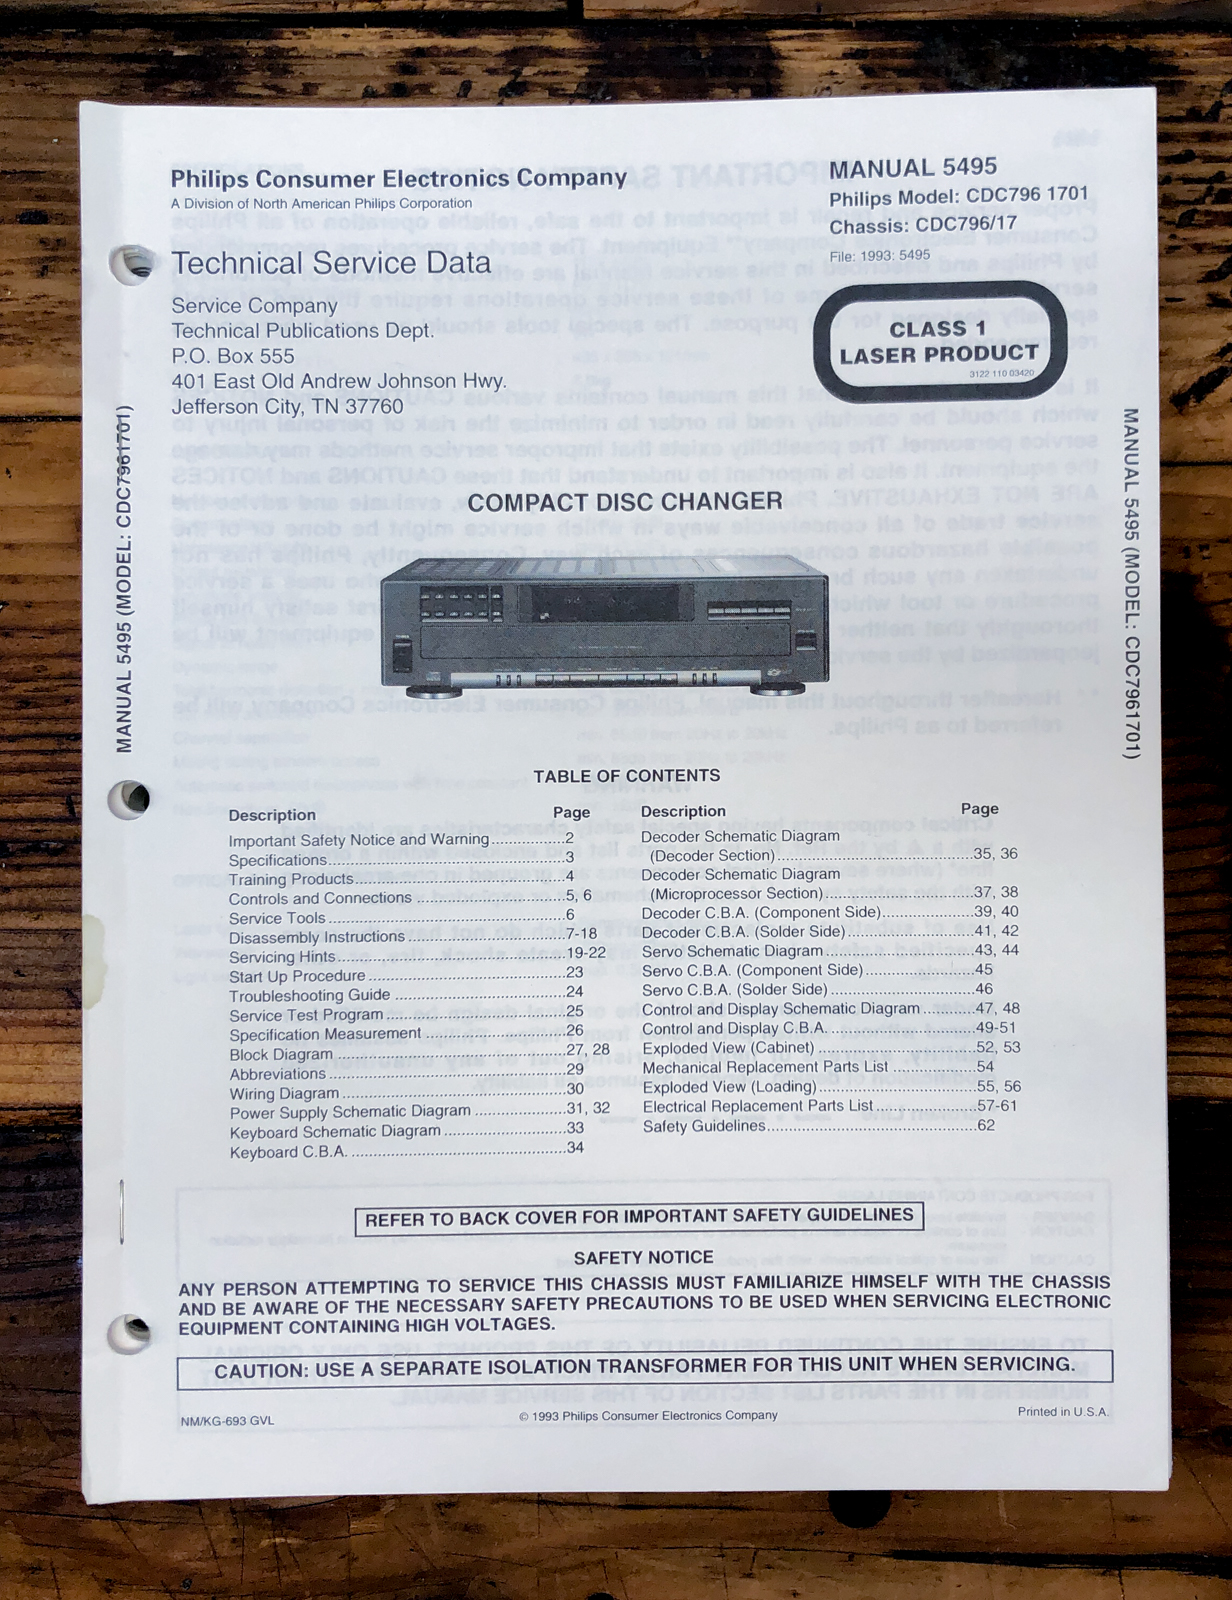 Philips Consumer Electronics Company
A Division of North American Philips Corporation
Technical Service Data
Service Company
Technical Publications Dept.
P.O. Box 555
401 East Old Andrew Johnson Hwy.
Jefferson City, TN 37760
MANUAL 5495
Philips Model: CDC796 1701
Chassis: CDC796/17
File: 1993: 5495
CLASS 1
LASER PRODUCT
3122 110 03420
MANUAL 5495 (MODEL: CDC7961701)
MANUAL 5495 (MODEL: CDC7961701)
COMPACT DISC CHANGER
TABLE OF CONTENTS
Description Page
Important Safety Notice and Warning....................2
Specifications..............................................................3
Training Products.......................................................4
Controls and Connections ....................................5, 6
Service Tools ..............................................................6
Disassembly Instructions ......................................7-18
Servicing Hints.......................................................19-22
Start Up Procedure ...................................................23
Troubleshooting Guide .............................................24
Service Test Program ...............................................25
Specification Measurement .....................................26
Block Diagram .....................................................27, 28
Abbreviations ............................................................29
Wiring Diagram .........................................................30
Power Supply Schematic Diagram ....................31, 32
Keyboard Schematic Diagram .................................33
Keyboard C.B.A. .......................................................34
Description Page
Decoder Schematic Diagram
(Decoder Section)................................................35, 36
Decoder Schematic Diagram
(Microprocessor Section)....................................37, 38
Decoder C.B.A. (Component Side)......................39, 40
Decoder C.B.A. (Solder Side)..............................41, 42
Servo Schematic Diagram ...................................43, 44
Servo C.B.A. (Component Side)...........................45
Servo C.B.A. (Solder Side)....................................46
Control and Display Schematic Diagram .............47, 48
Control and Display C.B.A. ...................................49-51
Exploded View (Cabinet) .....................................52, 53
Mechanical Replacement Parts List .....................54
Exploded View (Loading).....................................55, 56
Electrical Replacement Parts List.........................57-61
Safety Guidelines.....................................................62
REFER TO BACK COVER FOR IMPORTANT SAFETY GUIDELINES
SAFETY NOTICE
ANY PERSON ATTEMPTING TO SERVICE THIS CHASSIS MUST FAMILIARIZE HIMSELF WITH THE CHASSIS
AND BE AWARE OF THE NECESSARY SAFETY PRECAUTIONS TO BE USED WHEN SERVICING ELECTRONIC
EQUIPMENT CONTAINING HIGH VOLTAGES.
CAUTION: USE A SEPARATE ISOLATION TRANSFORMER FOR THIS UNIT WHEN SERVICING.
NM/KG-693 GVL
© 1993 Philips Consumer Electronics Company
Printed in U.S.A.